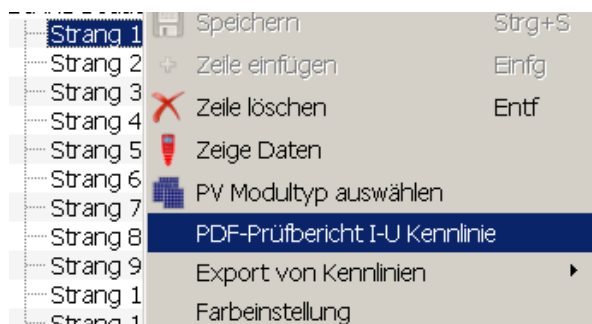 Strang 1
Strang 2
Strang 3
Strang 4
Strang 5
Strang 6
Strang 7
Strang 8
Strang 9
Strang 1
Strang 1
Speichern Strg+S
Zeile einfügen Einfg
Zeile löschen Entf
Zeige Daten
PV Modultyp auswählen
PDF-Prüfbericht I-U Kennlinie
Export von Kennlinien
Farbeinstellung